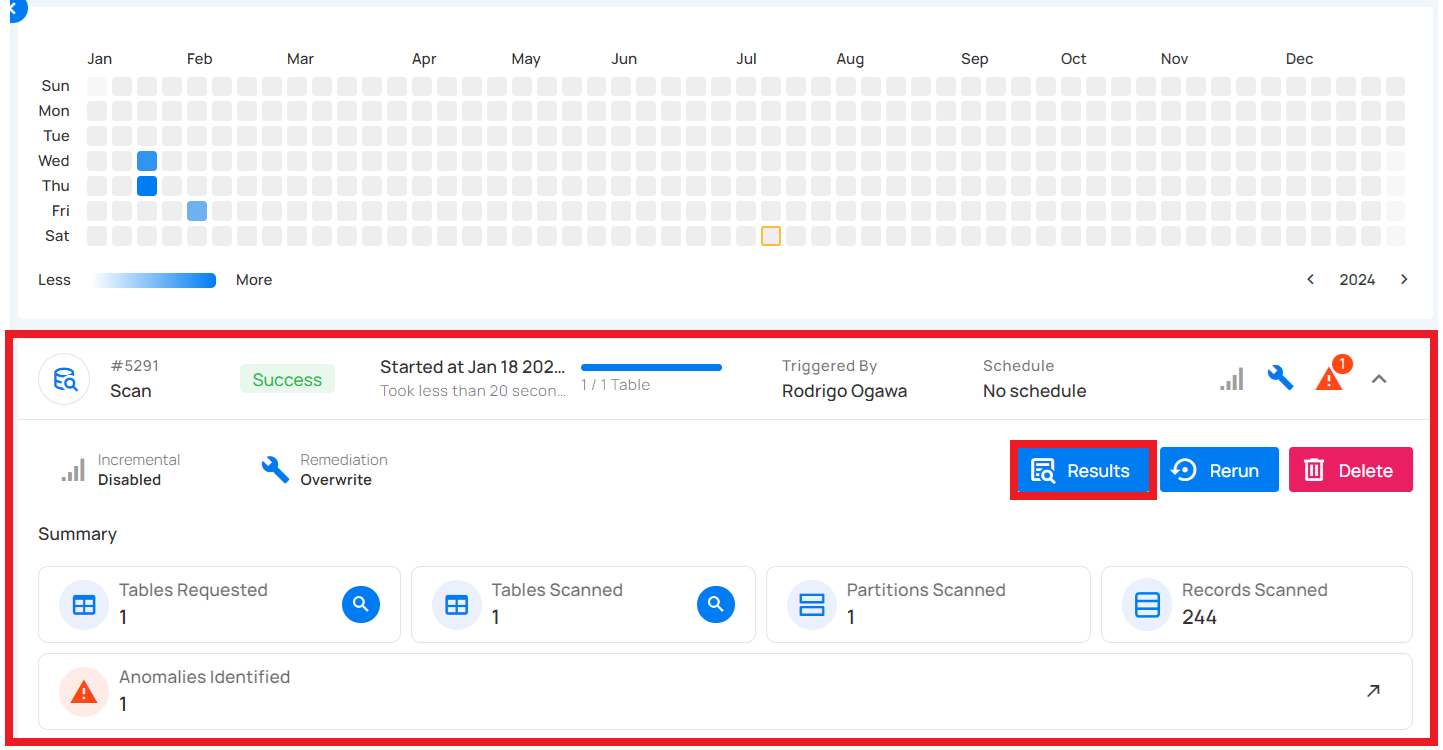 Jan Feb Mar Apr May Jun Jul Aug Sep Oct Nov Dec
Sun
Mon
Tue
Wed
Thu
Fri
Sat
Less More 2024
#5291
Scan
Success
Started at Jan 18 202...
Took less than 20 secon...
1 / 1 Table
Triggered By
Rodrigo Ogawa
Schedule
No schedule
1
Incremental
Disabled
Remediation
Overwrite
Results
Rerun
Delete
Summary
Tables Requested
1
Tables Scanned
1
Partitions Scanned
1
Records Scanned
244
Anomalies Identified
1